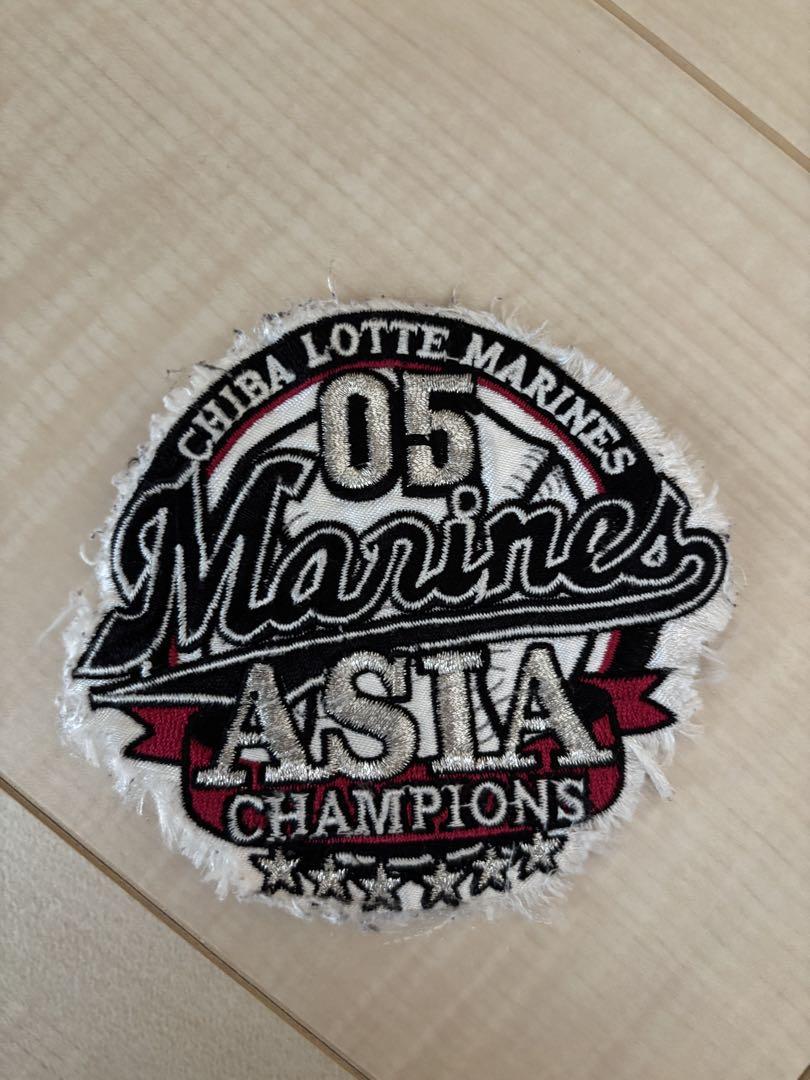 CHIBA LOTTE MARINES
05
Marines
ASIA
CHAMPIONS